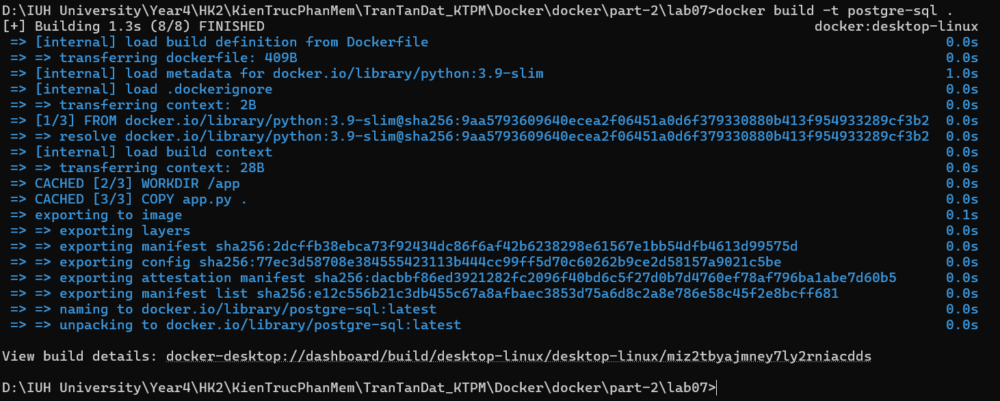 D:\IUH University\Year4\HK2\KienTrucPhanMem\TranTanDat_KTPM\Docker\docker\part-2\lab07>docker build -t postgre-sql .
[+] Building 1.3s (8/8) FINISHED docker:desktop-linux
=> [internal] load build definition from Dockerfile 0.0s
=> => transferring dockerfile: 409B 0.0s
=> [internal] load metadata for docker.io/library/python:3.9-slim 1.0s
=> [internal] load .dockerignore 0.0s
=> => transferring context: 2B 0.0s
=> [1/3] FROM docker.io/library/python:3.9-slim@sha256:9aa5793609640ecea2f06451a0d6f379330880b413f954933289cf3b2 0.0s
=> => resolve docker.io/library/python:3.9-slim@sha256:9aa5793609640ecea2f06451a0d6f379330880b413f954933289cf3b2 0.0s
=> [internal] load build context 0.0s
=> => transferring context: 28B 0.0s
=> CACHED [2/3] WORKDIR /app 0.0s
=> CACHED [3/3] COPY app.py . 0.0s
=> exporting to image 0.1s
=> => exporting layers 0.0s
=> => exporting manifest sha256:2dcffb38ebca73f92434dc86f6af42b6238298e61567e1bb54dfb4613d99575d 0.0s
=> => exporting config sha256:77ec3d58708e384555423113b444cc99ff5d70c60262b9ce2d58157a9021c5be 0.0s
=> => exporting attestation manifest sha256:dacbbf86ed3921282fc2096f40bd6c5f27d0b7d4760ef78af796ba1abe7d60b5 0.0s
=> => exporting manifest list sha256:e12c556b21c3db455c67a8afbaec3853d75a6d8c2a8e786e58c45f2e8bcff681 0.0s
=> => naming to docker.io/library/postgre-sql:latest 0.0s
=> => unpacking to docker.io/library/postgre-sql:latest 0.0s
View build details: docker-desktop://dashboard/build/desktop-linux/desktop-linux/miz2tbyajmney7ly2rniacdds
D:\IUH University\Year4\HK2\KienTrucPhanMem\TranTanDat_KTPM\Docker\docker\part-2\lab07>